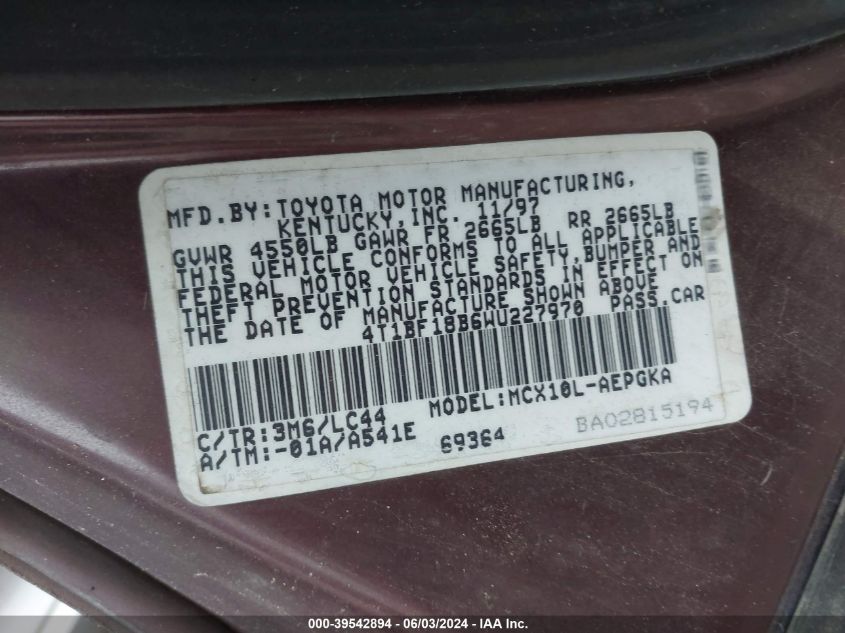 MFD.BY:TOYOTA MOTOR MANUFACTURING,
KENTUCKY,INC. 11/97
GVWR 4550LB GAWR FR 2665LB RR 2665LB
THIS VEHICLE CONFORMS TO ALL APPLICABLE
FEDERAL MOTOR VEHICLE SAFETY,BUMPER AND
THEFT PREVENTION STANDARDS IN EFFECT ON
THE DATE OF MANUFACTURE SHOWN ABOVE
4T1BF18B6WU227970 PASS.CAR
C/TR:3M6/LC44 MODEL:MCX10L-AEPGKA
A/TM:-01A/A541E 69364 BA02815194
000-39542894 - 06/03/2024 - IAA Inc.